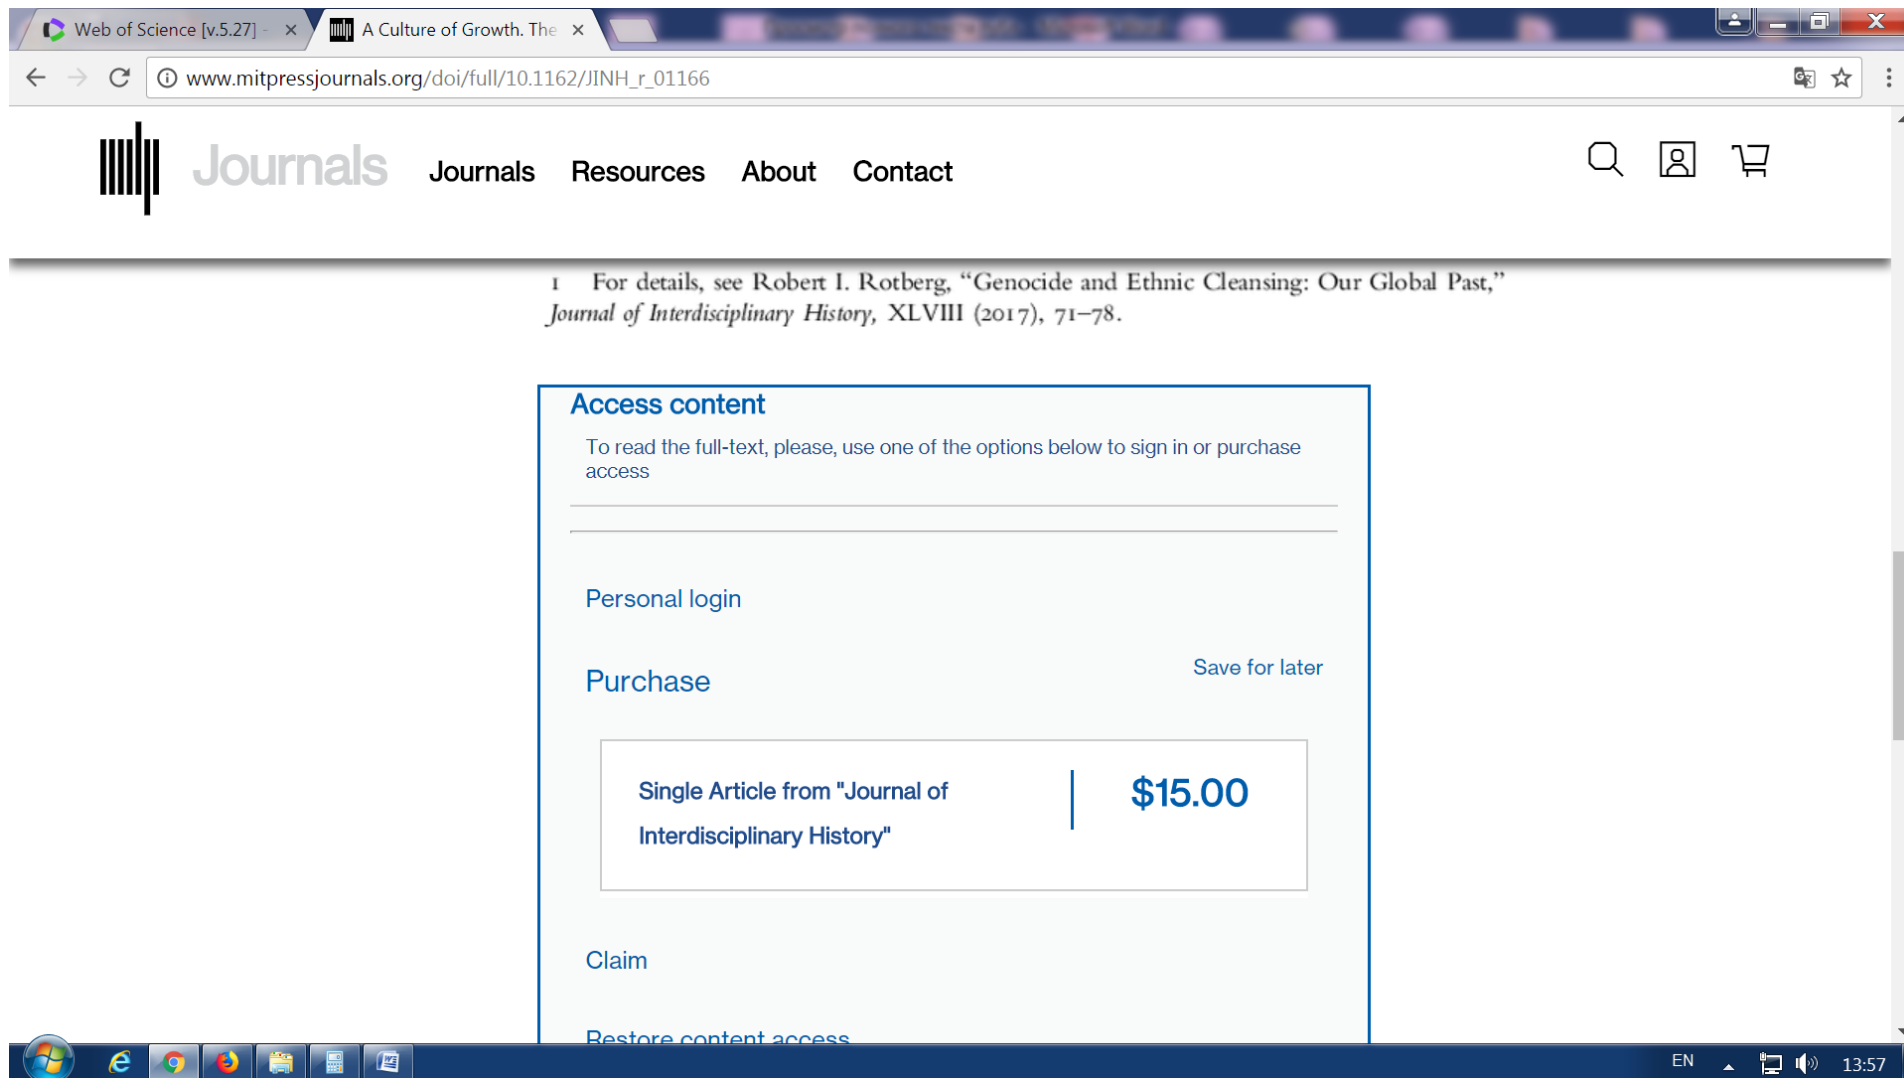 Web of Science [v.5.27] -
A Culture of Growth. The
www.mitpressjournals.org/doi/full/10.1162/JINH_r_01166
Journals
Journals Resources About Contact
1 For details, see Robert I. Rotberg, “Genocide and Ethnic Cleansing: Our Global Past,”
Journal of Interdisciplinary History, XLVIII (2017), 71–78.
Access content
To read the full-text, please, use one of the options below to sign in or purchase
access
Personal login
Save for later
Purchase
Single Article from "Journal of
Interdisciplinary History"
$15.00
Claim
Restore content access
EN
13:57